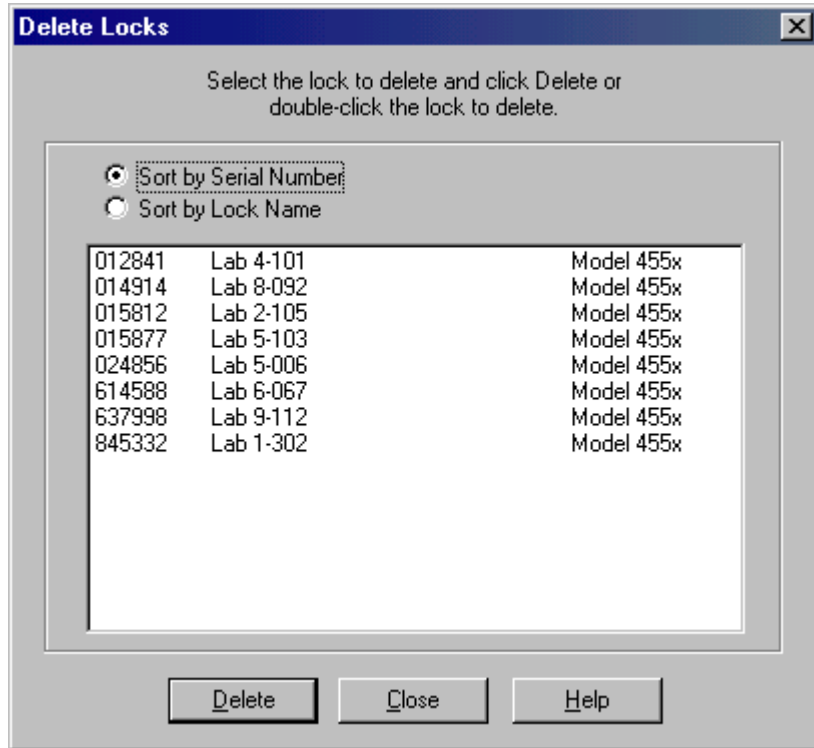 Delete Locks
Select the lock to delete and click Delete or
double-click the lock to delete.
Sort by Serial Number
Sort by Lock Name
012841 Lab 4-101 Model 455x
014914 Lab 8-092 Model 455x
015812 Lab 2-105 Model 455x
015877 Lab 5-103 Model 455x
024856 Lab 5-006 Model 455x
614588 Lab 6-067 Model 455x
637998 Lab 9-112 Model 455x
845332 Lab 1-302 Model 455x
Delete Close Help